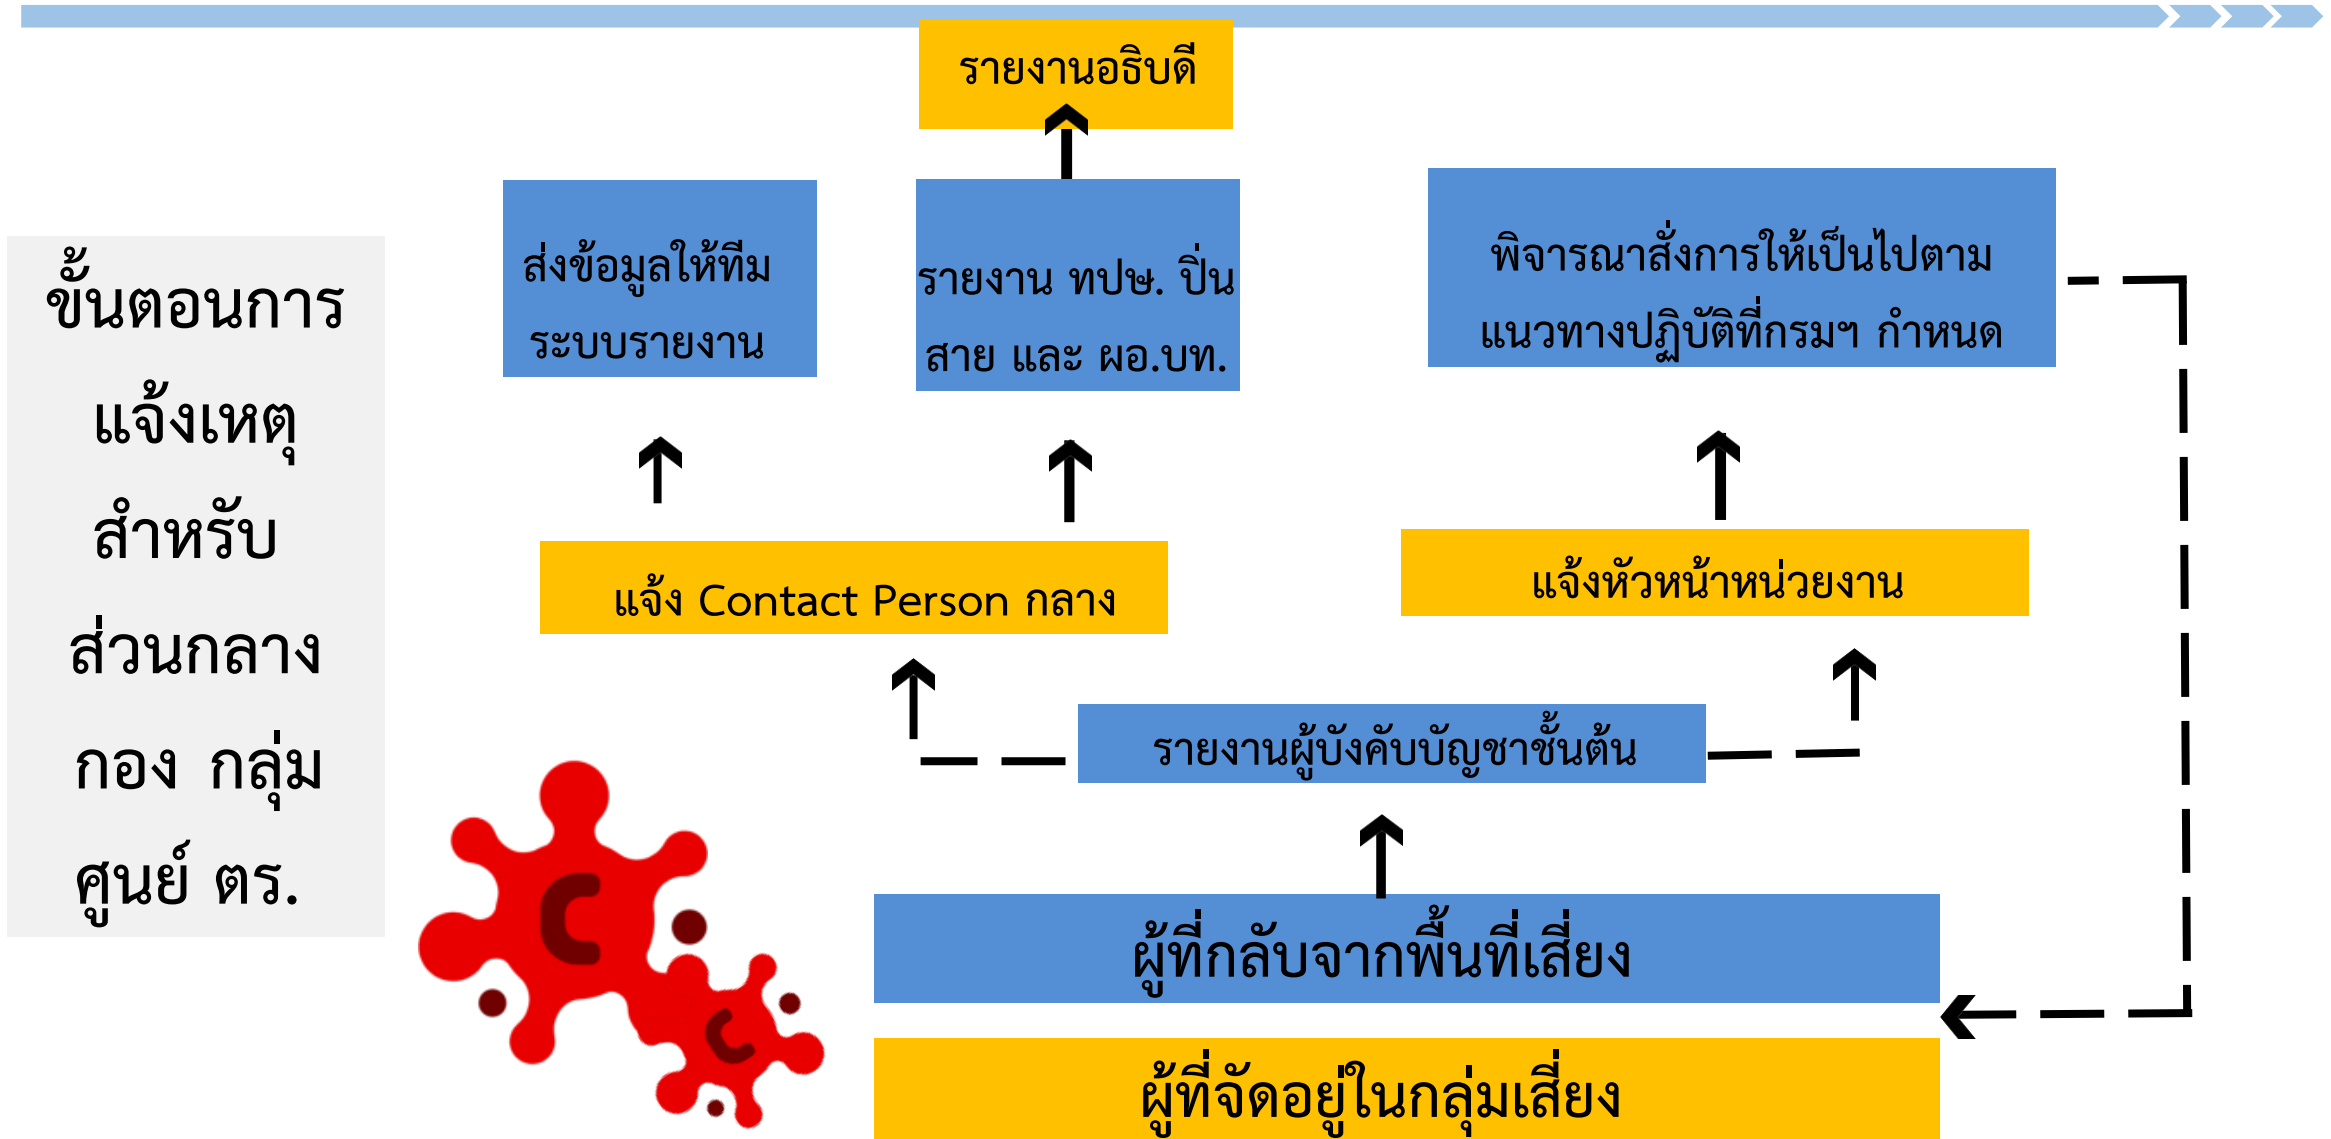 รายงานอธิบดี
ส่งข้อมูลให้ทีม
ระบบรายงาน
รายงาน ทปษ. ปิ่น
สาย และ ผอ.บท.
พิจารณาสั่งการให้เป็นไปตาม
แนวทางปฏิบัติที่กรมฯ กำหนด
ขั้นตอนการ
แจ้งเหตุ
สำหรับ
ส่วนกลาง
กอง กลุ่ม
ศูนย์ ตร.
แจ้ง Contact Person กลาง
แจ้งหัวหน้าหน่วยงาน
รายงานผู้บังคับบัญชาชั้นต้น
ผู้ที่กลับจากพื้นที่เสี่ยง
ผู้ที่จัดอยู่ในกลุ่มเสี่ยง